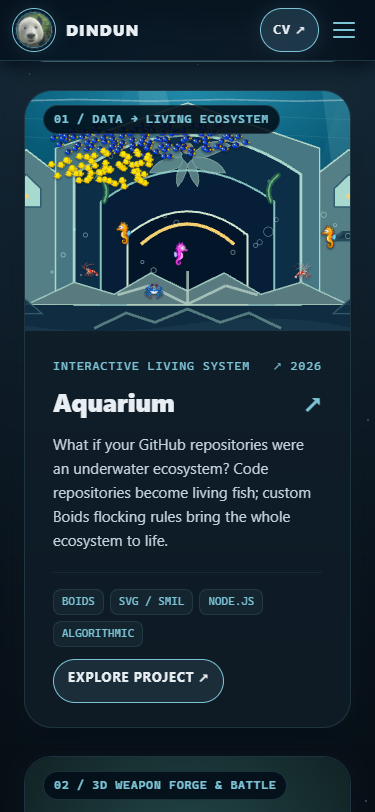 DINDUN
CV ↗
01 / DATA → LIVING ECOSYSTEM
INTERACTIVE LIVING SYSTEM
↗ 2026
Aquarium ↗
What if your GitHub repositories were
an underwater ecosystem? Code
repositories become living fish; custom
Boids flocking rules bring the whole
ecosystem to life.
BOIDS
SVG / SMIL
NODE.JS
ALGORITHMIC
EXPLORE PROJECT ↗
02 / 3D WEAPON FORGE & BATTLE